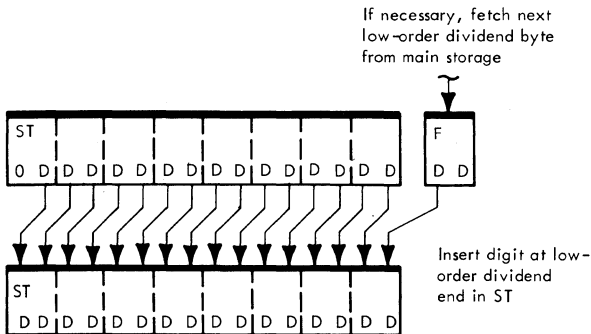 If necessary, fetch next
low-order dividend byte
from main storage
ST
F
0 D D D D D D D D D D D D D D D
D D
Insert digit at low-
order dividend
end in ST
ST
D D D D D D D D D D D D D D D D